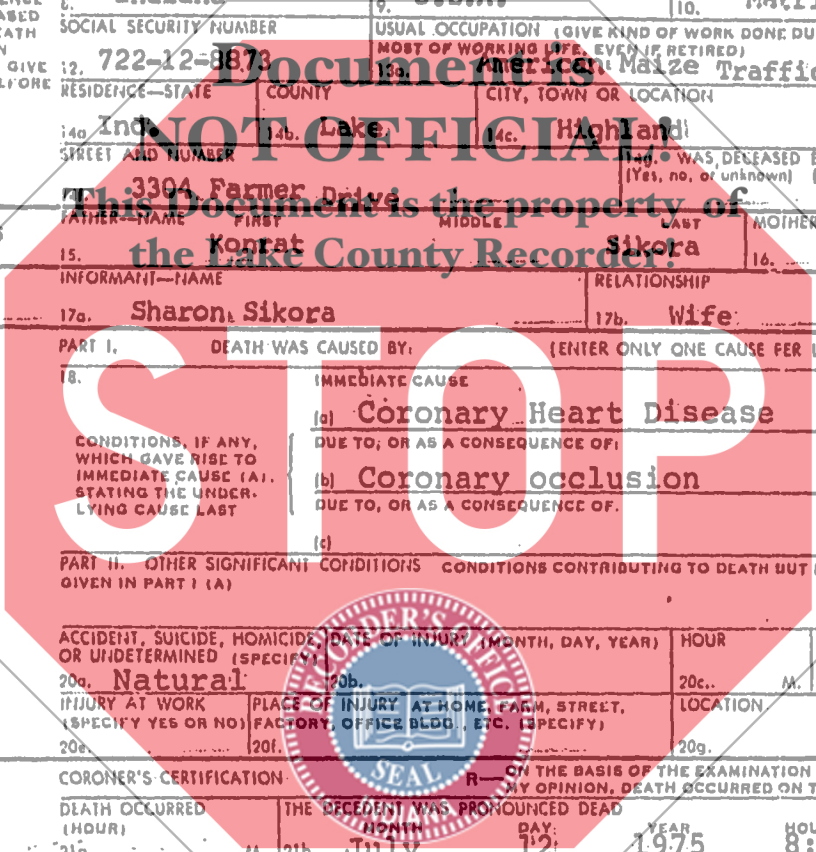 SOCIAL SECURITY NUMBER USUAL OCCUPATION (GIVE KIND OF WORK DONE DU
MOST OF WORKING LIFE, EVEN IF RETIRED)
12. 722-12-8873 13a. American Maize Traffic
Document is
RESIDENCE—STATE COUNTY CITY, TOWN OR LOCATION
14a Ind. 14b. Lake 14c. Highland
NOT OFFICIAL!
STREET AND NUMBER 14d. WAS DECEASED E
(Yes, no, or unknown)
3304 Farmer Drive
This Document is the property of
FATHER—NAME FIRST MIDDLE LAST MOTHER
15. Konrat Sikora 16.
the Lake County Recorder!
INFORMANT—NAME RELATIONSHIP
17a. Sharon Sikora 17b. Wife
STOP
PART I. DEATH WAS CAUSED BY: (ENTER ONLY ONE CAUSE PER L
18. IMMEDIATE CAUSE
(a) Coronary Heart Disease
CONDITIONS, IF ANY, DUE TO, OR AS A CONSEQUENCE OF:
WHICH GAVE RISE TO
IMMEDIATE CAUSE (A). (b) Coronary occlusion
STATING THE UNDER-
LYING CAUSE LAST DUE TO, OR AS A CONSEQUENCE OF.
(c)
PART II. OTHER SIGNIFICANT CONDITIONS CONDITIONS CONTRIBUTING TO DEATH BUT
GIVEN IN PART I (A)
ACCIDENT, SUICIDE, HOMICIDE, DATE OF INJURY (MONTH, DAY, YEAR) HOUR
OR UNDETERMINED (SPECIFY)
20a. Natural 20b. 20c. M.
INJURY AT WORK PLACE OF INJURY AT HOME, FARM, STREET, LOCATION
(SPECIFY YES OR NO) FACTORY, OFFICE BLDG., ETC. (SPECIFY)
20e. 20f. 20g.
RECORDER'S OFFICE
SEAL
INDIANA
CORONER'S CERTIFICATION R—ON THE BASIS OF THE EXAMINATION
MY OPINION, DEATH OCCURRED ON T
DEATH OCCURRED THE DECEDENT WAS PRONOUNCED DEAD
(HOUR) MONTH DAY YEAR HOU
21a M. 21b. July 12 1975 8: